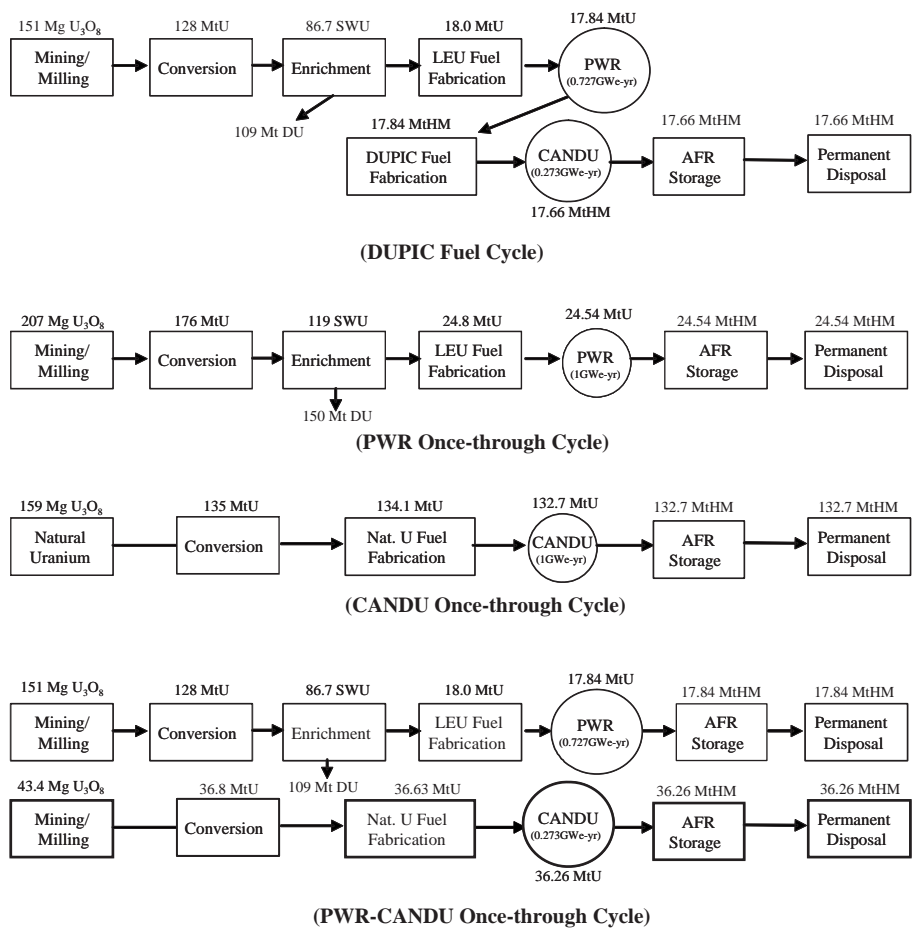 151 Mg U₃O₈ 128 MtU 86.7 SWU 18.0 MtU 17.84 MtU
Mining/ Milling
Conversion
Enrichment
LEU Fuel Fabrication
PWR
(0.727GWe-yr)
109 Mt DU
17.84 MtHM 17.66 MtHM 17.66 MtHM
DUPIC Fuel Fabrication
CANDU
(0.273GWe-yr)
AFR Storage
Permanent Disposal
17.66 MtHM
(DUPIC Fuel Cycle)
207 Mg U₃O₈ 176 MtU 119 SWU 24.8 MtU 24.54 MtU 24.54 MtHM 24.54 MtHM
Mining/ Milling
Conversion
Enrichment
LEU Fuel Fabrication
PWR
(1GWe-yr)
AFR Storage
Permanent Disposal
150 Mt DU
(PWR Once-through Cycle)
159 Mg U₃O₈ 135 MtU 134.1 MtU 132.7 MtU 132.7 MtHM 132.7 MtHM
Natural Uranium
Conversion
Nat. U Fuel Fabrication
CANDU
(1GWe-yr)
AFR Storage
Permanent Disposal
(CANDU Once-through Cycle)
151 Mg U₃O₈ 128 MtU 86.7 SWU 18.0 MtU 17.84 MtU 17.84 MtHM 17.84 MtHM
Mining/ Milling
Conversion
Enrichment
LEU Fuel Fabrication
PWR
(0.727GWe-yr)
AFR Storage
Permanent Disposal
109 Mt DU
43.4 Mg U₃O₈ 36.8 MtU 36.63 MtU 36.26 MtHM 36.26 MtHM
Mining/ Milling
Conversion
Nat. U Fuel Fabrication
CANDU
(0.273GWe-yr)
AFR Storage
Permanent Disposal
36.26 MtU
(PWR-CANDU Once-through Cycle)